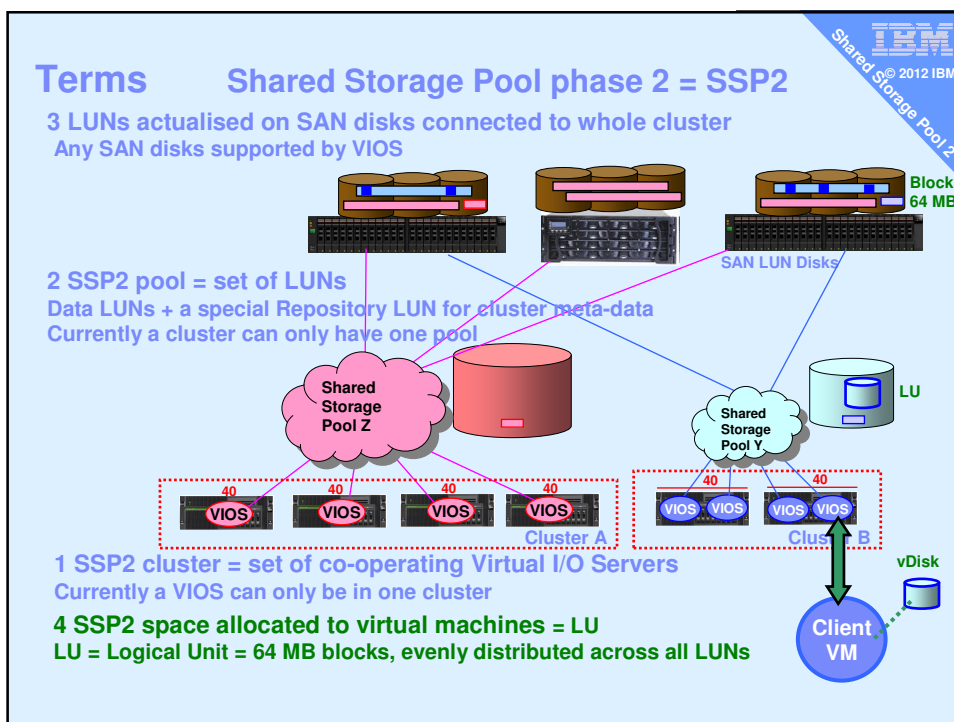 IBM
© 2012 IBM
Shared Storage Pool 2
Terms Shared Storage Pool phase 2 = SSP2
3 LUNs actualised on SAN disks connected to whole cluster
Any SAN disks supported by VIOS
Block
64 MB
SAN LUN Disks
2 SSP2 pool = set of LUNs
Data LUNs + a special Repository LUN for cluster meta-data
Currently a cluster can only have one pool
Shared
Storage
Pool Z
LU
Shared
Storage
Pool Y
40 40 40 40 40 40
VIOS VIOS VIOS VIOS VIOS VIOS VIOS VIOS
Cluster A
Cluster B
1 SSP2 cluster = set of co-operating Virtual I/O Servers
Currently a VIOS can only be in one cluster
vDisk
4 SSP2 space allocated to virtual machines = LU
LU = Logical Unit = 64 MB blocks, evenly distributed across all LUNs
Client
VM